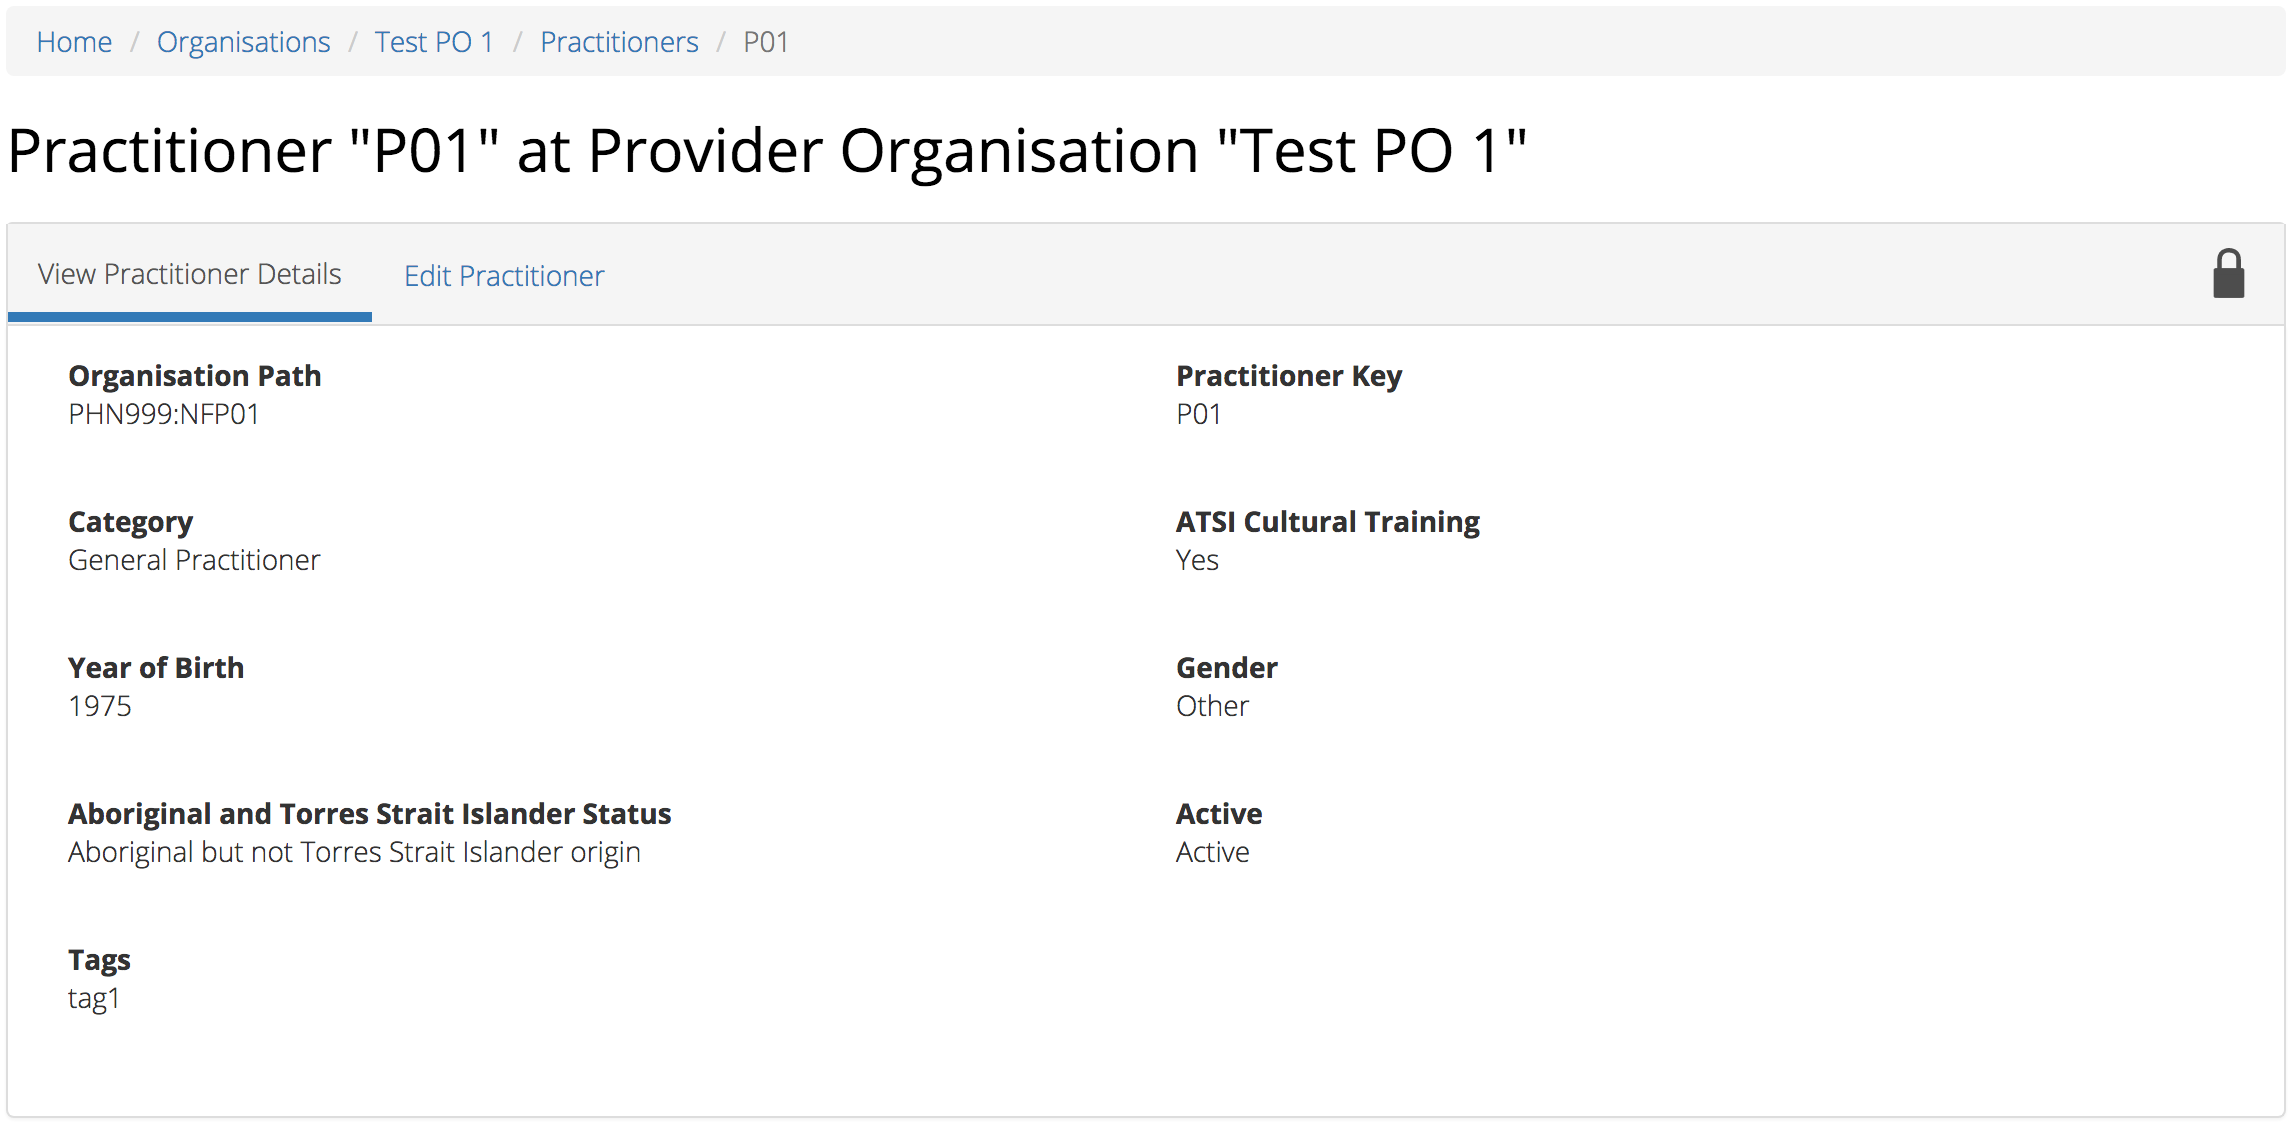 Home / Organisations / Test PO 1 / Practitioners / P01
Practitioner "P01" at Provider Organisation "Test PO 1"
View Practitioner Details
Edit Practitioner
Organisation Path
PHN999:NFP01
Practitioner Key
P01
Category
General Practitioner
ATSI Cultural Training
Yes
Year of Birth
1975
Gender
Other
Aboriginal and Torres Strait Islander Status
Aboriginal but not Torres Strait Islander origin
Active
Active
Tags
tag1